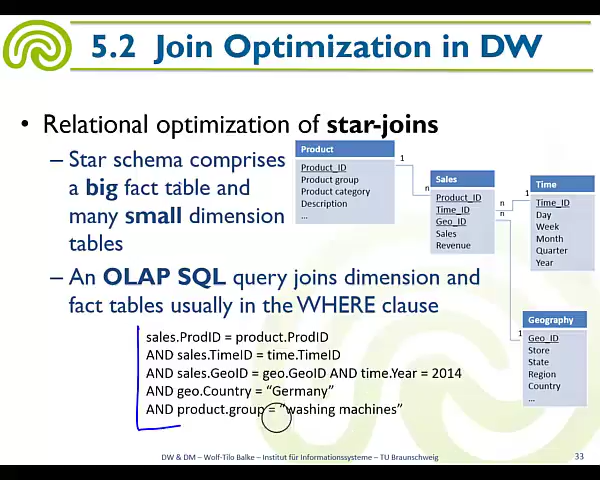 5.2 Join Optimization in DW
• Relational optimization of star-joins
– Star schema comprises
a big fact table and
many small dimension
tables
Product
Product_ID
Product group
Product category
Description
...
1
n
Sales
Product_ID
Time_ID
Geo_ID
Sales
Revenue
n
1
n
1
Time
Time_ID
Day
Week
Month
Quarter
Year
Geography
Geo_ID
Store
State
Region
Country
...
– An OLAP SQL query joins dimension and
fact tables usually in the WHERE clause
sales.ProdID = product.ProdID
AND sales.TimeID = time.TimeID
AND sales.GeoID = geo.GeoID AND time.Year = 2014
AND geo.Country = “Germany”
AND product.group = “washing machines”
DW & DM – Wolf-Tilo Balke – Institut für Informationssysteme – TU Braunschweig
33